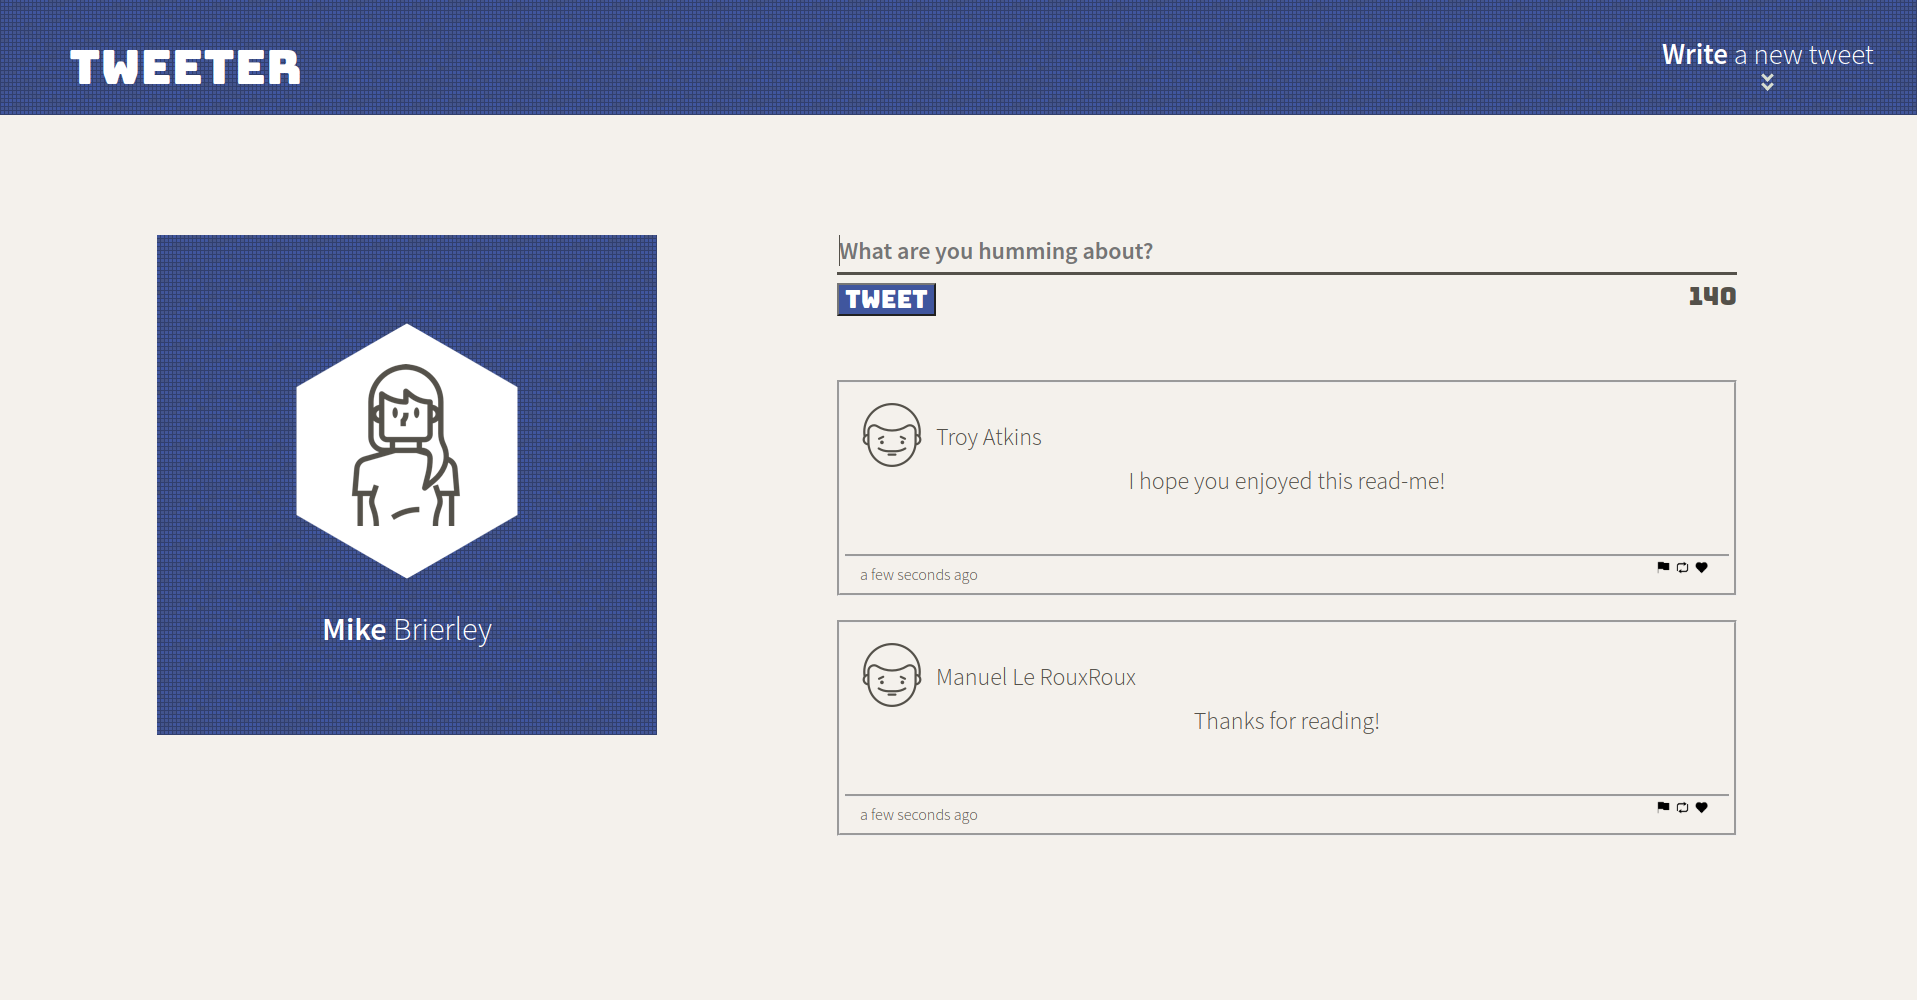 TWEETER
Write a new tweet
What are you humming about?
TWEET
140
Mike Brierley
Troy Atkins
I hope you enjoyed this read-me!
a few seconds ago
Manuel Le RouxRoux
Thanks for reading!
a few seconds ago